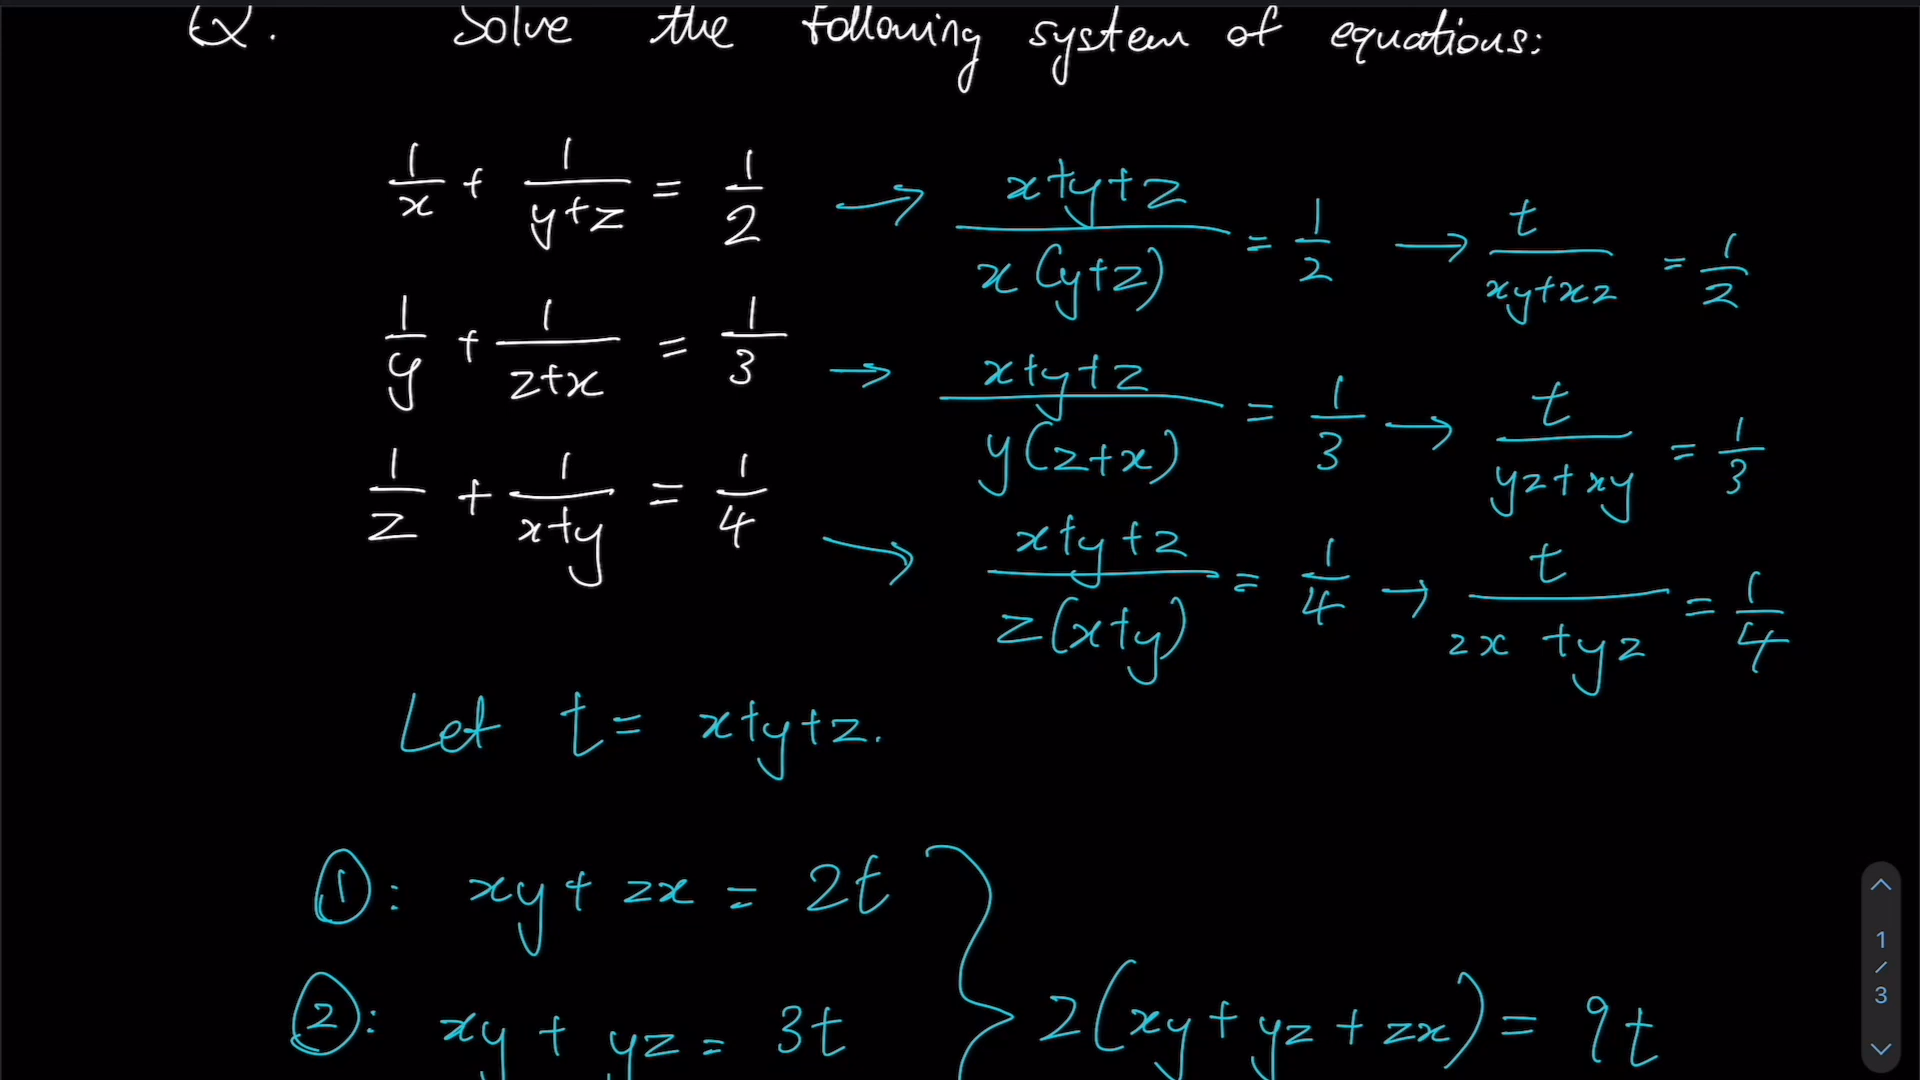 Q. Solve the following system of equations:
1/x + 1/(y+z) = 1/2 → (x+y+z)/(x(y+z)) = 1/2 → t/(xy+xz) = 1/2
1/y + 1/(z+x) = 1/3 → (x+y+z)/(y(z+x)) = 1/3 → t/(yz+xy) = 1/3
1/z + 1/(x+y) = 1/4 → (x+y+z)/(z(x+y)) = 1/4 → t/(zx+yz) = 1/4
Let t = x+y+z.
①: xy + zx = 2t
②: xy + yz = 3t } 2(xy+yz+zx) = 9t
1
/
3